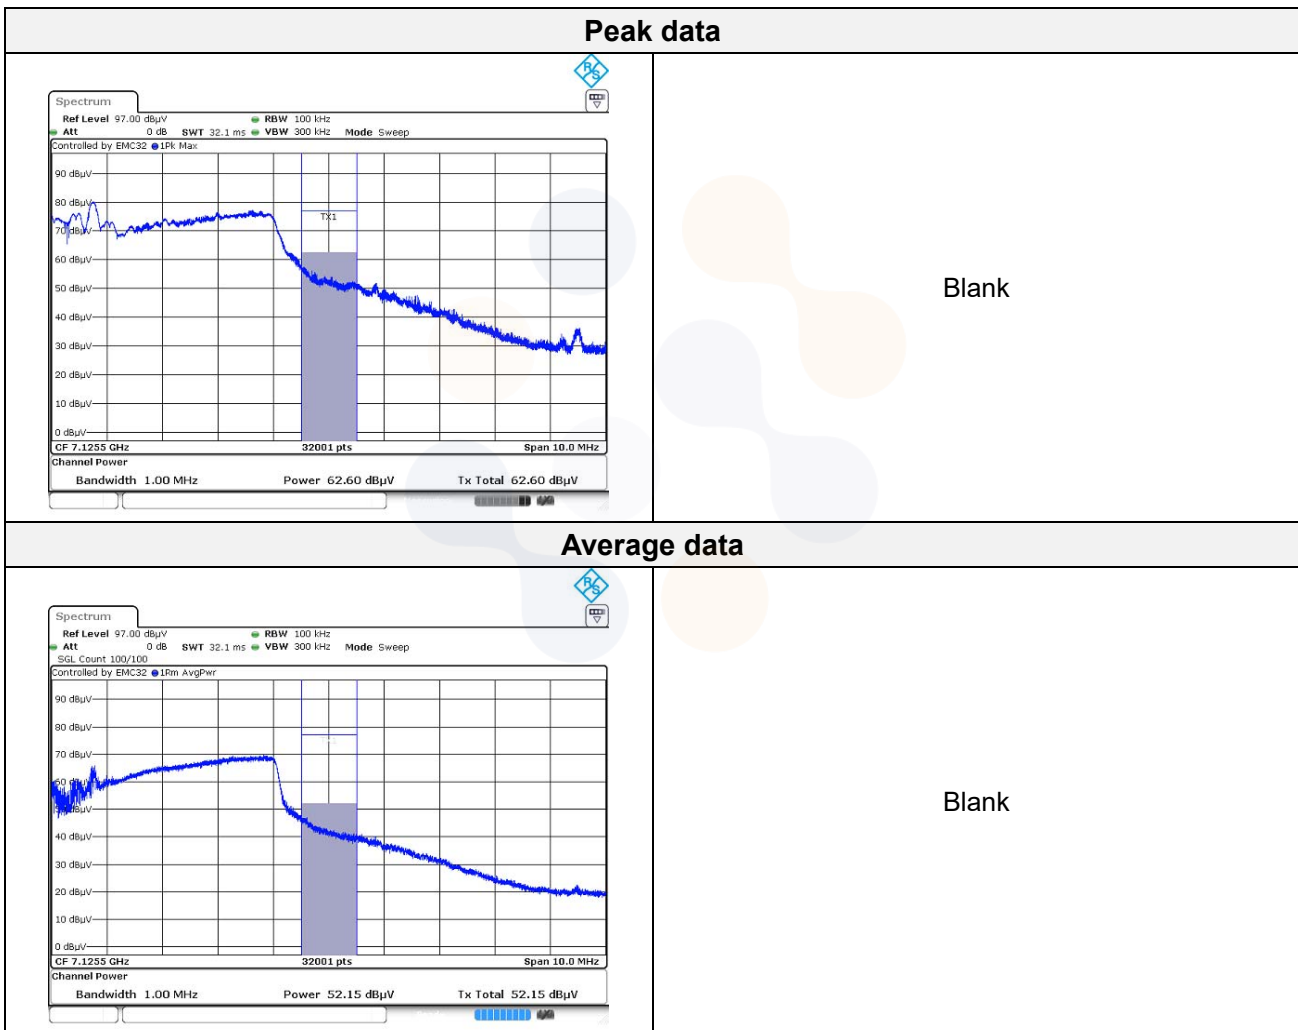 Peak data
R&S
Spectrum
Ref Level 97.00 dBµV RBW 100 kHz
Att 0 dB SWT 32.1 ms VBW 300 kHz Mode Sweep
Controlled by EMC32 1Pk Max
90 dBµV
80 dBµV
TX1
70 dBµV
60 dBµV
50 dBµV
40 dBµV
30 dBµV
20 dBµV
10 dBµV
0 dBµV
CF 7.1255 GHz 32001 pts Span 10.0 MHz
Channel Power
Bandwidth 1.00 MHz Power 62.60 dBµV Tx Total 62.60 dBµV
Blank
Average data
R&S
Spectrum
Ref Level 97.00 dBµV RBW 100 kHz
Att 0 dB SWT 32.1 ms VBW 300 kHz Mode Sweep
SGL Count 100/100
Controlled by EMC32 1Rm AvgPwr
90 dBµV
80 dBµV
70 dBµV
60 dBµV
50 dBµV
40 dBµV
30 dBµV
20 dBµV
10 dBµV
0 dBµV
CF 7.1255 GHz 32001 pts Span 10.0 MHz
Channel Power
Bandwidth 1.00 MHz Power 52.15 dBµV Tx Total 52.15 dBµV
Blank